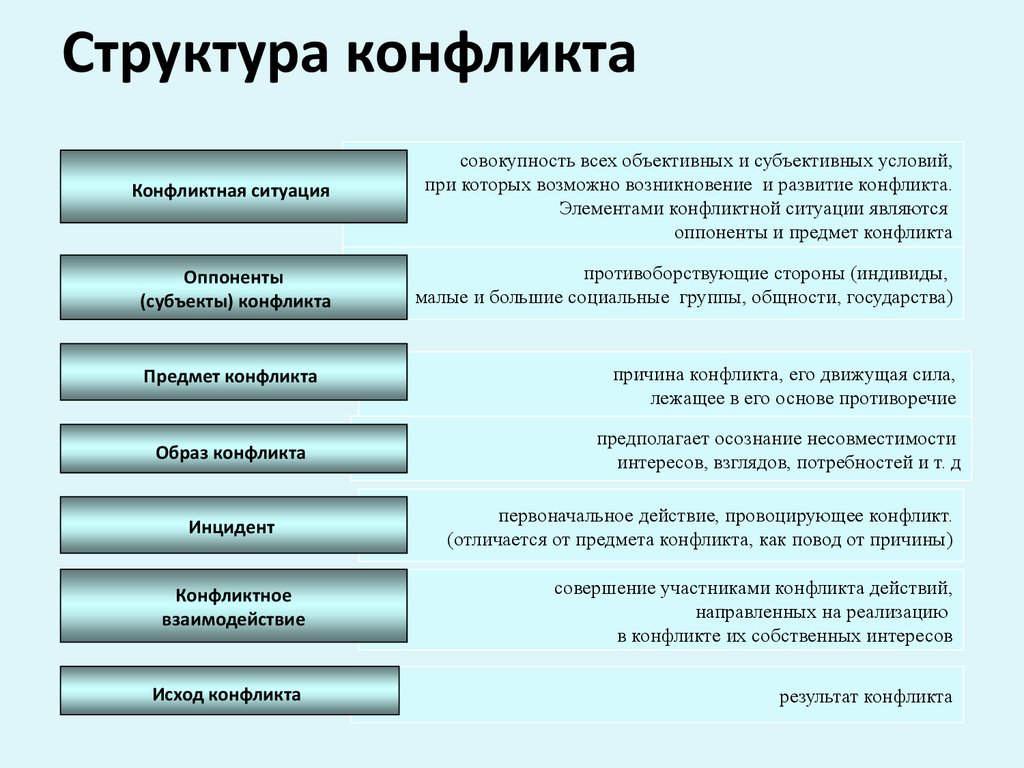 Структура конфликта
Конфликтная ситуация
совокупность всех объективных и субъективных условий,
при которых возможно возникновение и развитие конфликта.
Элементами конфликтной ситуации являются
оппоненты и предмет конфликта
Оппоненты
(субъекты) конфликта
противоборствующие стороны (индивиды,
малые и большие социальные группы, общности, государства)
Предмет конфликта
причина конфликта, его движущая сила,
лежащее в его основе противоречие
Образ конфликта
предполагает осознание несовместимости
интересов, взглядов, потребностей и т. д
Инцидент
первоначальное действие, провоцирующее конфликт.
(отличается от предмета конфликта, как повод от причины)
Конфликтное
взаимодействие
совершение участниками конфликта действий,
направленных на реализацию
в конфликте их собственных интересов
Исход конфликта
результат конфликта